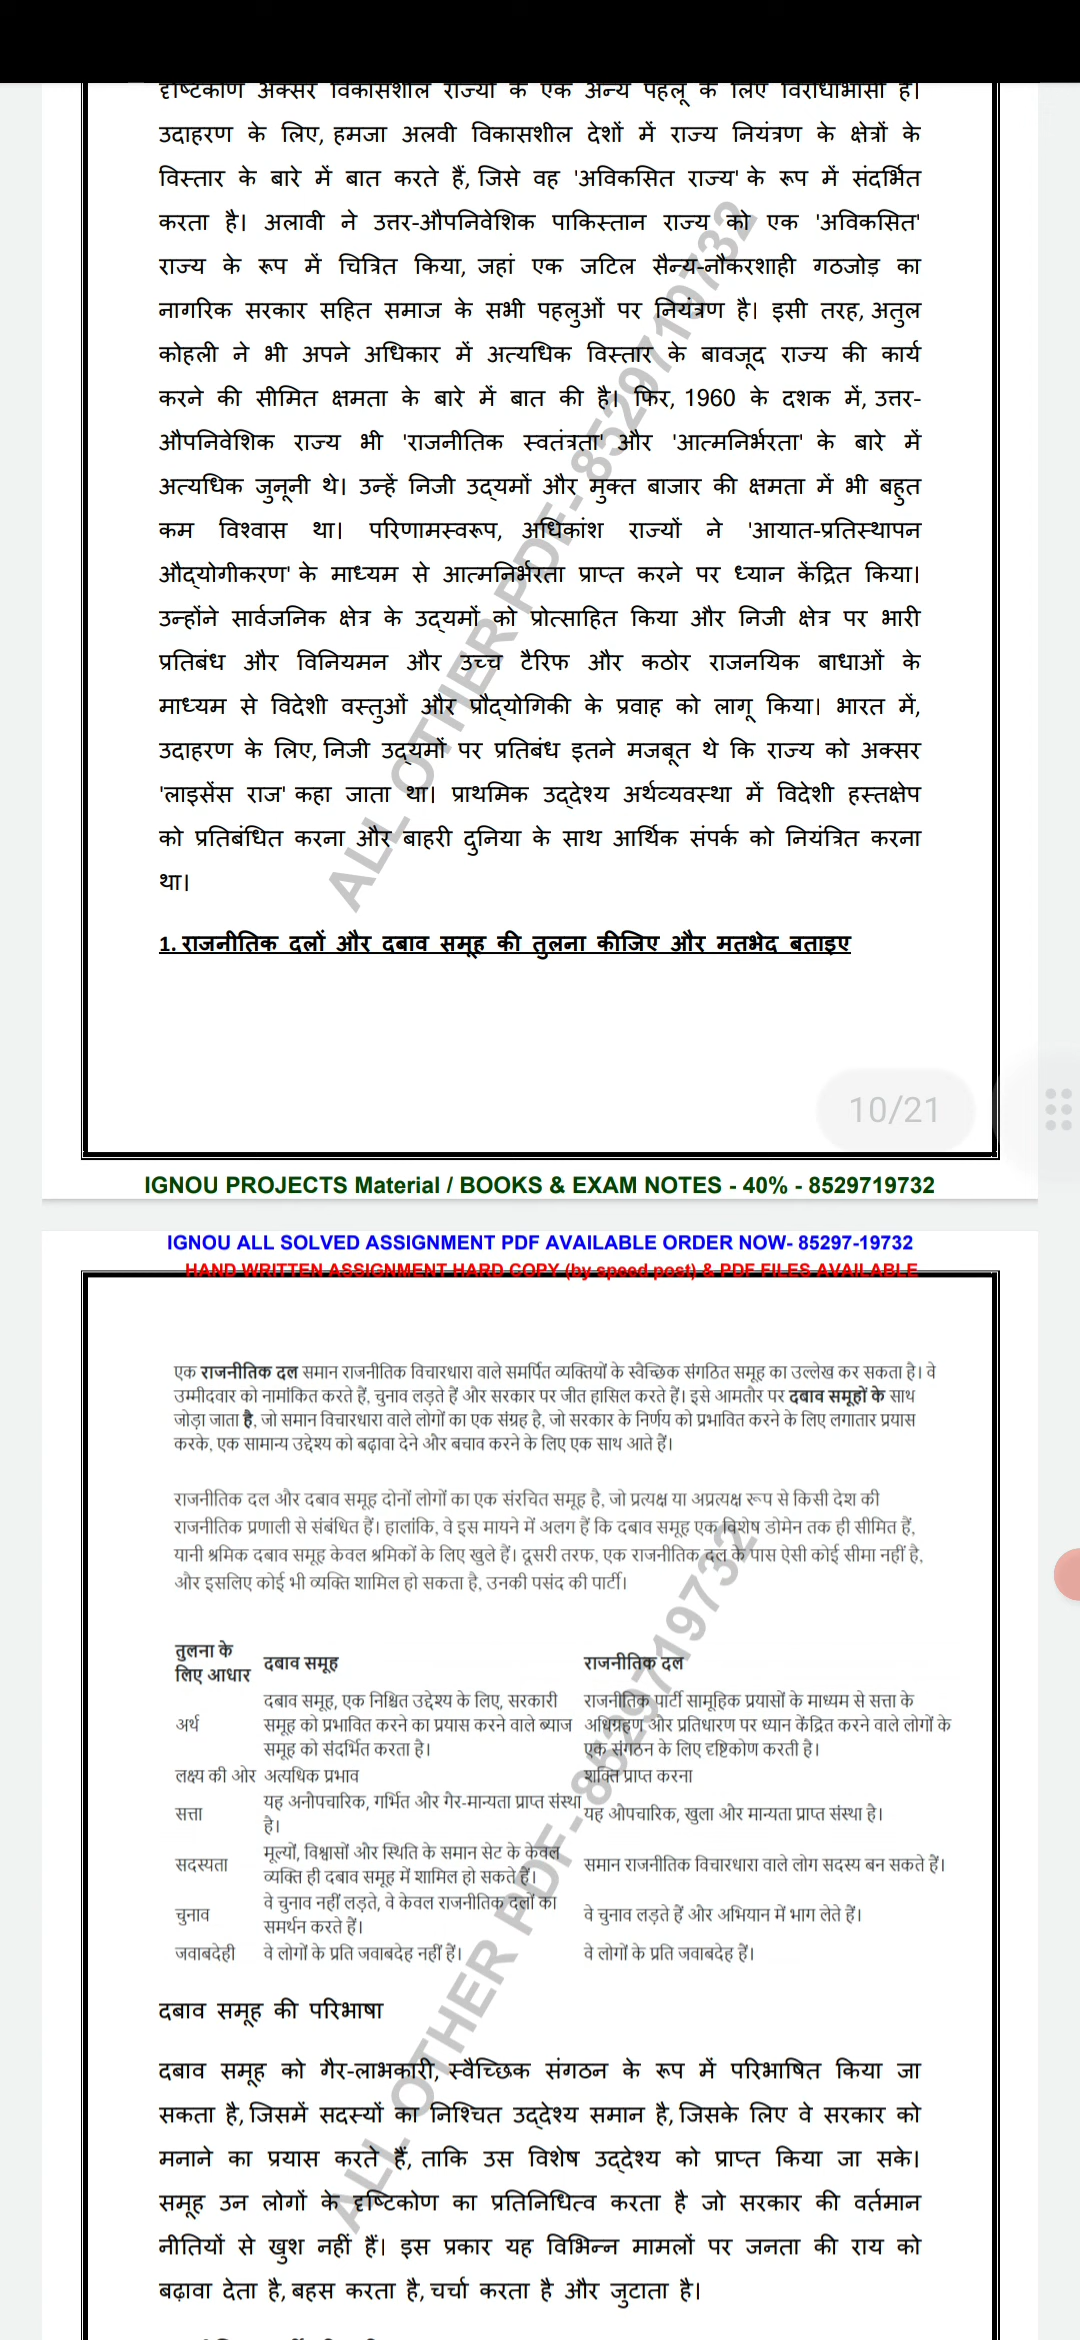 दृष्टिकोण अक्सर विकासशील राज्यों के एक अन्य पहलू के लिए विरोधाभासी हैं।
उदाहरण के लिए, हमजा अलवी विकासशील देशों में राज्य नियंत्रण के क्षेत्रों के
विस्तार के बारे में बात करते हैं, जिसे वह 'अविकसित राज्य' के रूप में संदर्भित
करता है। अलावी ने उत्तर-औपनिवेशिक पाकिस्तान राज्य को एक 'अविकसित'
राज्य के रूप में चित्रित किया, जहां एक जटिल सैन्य-नौकरशाही गठजोड़ का
नागरिक सरकार सहित समाज के सभी पहलुओं पर नियंत्रण है। इसी तरह, अतुल
कोहली ने भी अपने अधिकार में अत्यधिक विस्तार के बावजूद राज्य की कार्य
करने की सीमित क्षमता के बारे में बात की है। फिर, 1960 के दशक में, उत्तर-
औपनिवेशिक राज्य भी 'राजनीतिक स्वतंत्रता' और 'आत्मनिर्भरता' के बारे में
अत्यधिक जुनूनी थे। उन्हें निजी उद्यमों और मुक्त बाजार की क्षमता में भी बहुत
कम विश्वास था। परिणामस्वरूप, अधिकांश राज्यों ने 'आयात-प्रतिस्थापन
औद्योगीकरण' के माध्यम से आत्मनिर्भरता प्राप्त करने पर ध्यान केंद्रित किया।
उन्होंने सार्वजनिक क्षेत्र के उद्यमों को प्रोत्साहित किया और निजी क्षेत्र पर भारी
प्रतिबंध और विनियमन और उच्च टैरिफ और कठोर राजनयिक बाधाओं के
माध्यम से विदेशी वस्तुओं और प्रौद्योगिकी के प्रवाह को लागू किया। भारत में,
उदाहरण के लिए, निजी उद्यमों पर प्रतिबंध इतने मजबूत थे कि राज्य को अक्सर
'लाइसेंस राज' कहा जाता था। प्राथमिक उद्देश्य अर्थव्यवस्था में विदेशी हस्तक्षेप
को प्रतिबंधित करना और बाहरी दुनिया के साथ आर्थिक संपर्क को नियंत्रित करना
था।
ALL OTHER PDF- 8529719732
1. राजनीतिक दलों और दबाव समूह की तुलना कीजिए और मतभेद बताइए
10/21
IGNOU PROJECTS Material / BOOKS & EXAM NOTES - 40% - 8529719732
IGNOU ALL SOLVED ASSIGNMENT PDF AVAILABLE ORDER NOW- 85297-19732
HAND WRITTEN ASSIGNMENT HARD COPY (by speed post) & PDF FILES AVAILABLE
एक राजनीतिक दल समान राजनीतिक विचारधारा वाले समर्पित व्यक्तियों के स्वैच्छिक संगठित समूह का उल्लेख कर सकता है। वे
उम्मीदवार को नामांकित करते हैं, चुनाव लड़ते हैं और सरकार पर जीत हासिल करते हैं। इसे आमतौर पर दबाव समूहों के साथ
जोड़ा जाता है, जो समान विचारधारा वाले लोगों का एक संग्रह है, जो सरकार के निर्णय को प्रभावित करने के लिए लगातार प्रयास
करके, एक सामान्य उद्देश्य को बढ़ावा देने और बचाव करने के लिए एक साथ आते हैं।
राजनीतिक दल और दबाव समूह दोनों लोगों का एक संरचित समूह है, जो प्रत्यक्ष या अप्रत्यक्ष रूप से किसी देश की
राजनीतिक प्रणाली से संबंधित हैं। हालांकि, वे इस मायने में अलग हैं कि दबाव समूह एक विशेष डोमेन तक ही सीमित हैं,
यानी श्रमिक दबाव समूह केवल श्रमिकों के लिए खुले हैं। दूसरी तरफ, एक राजनीतिक दल के पास ऐसी कोई सीमा नहीं है,
और इसलिए कोई भी व्यक्ति शामिल हो सकता है, उनकी पसंद की पार्टी।
तुलना के
लिए आधार दबाव समूह राजनीतिक दल
दबाव समूह, एक निश्चित उद्देश्य के लिए, सरकारी राजनीतिक पार्टी सामूहिक प्रयासों के माध्यम से सत्ता के
अर्थ समूह को प्रभावित करने का प्रयास करने वाले ब्याज अधिग्रहण और प्रतिधारण पर ध्यान केंद्रित करने वाले लोगों के
समूह को संदर्भित करता है। एक संगठन के लिए दृष्टिकोण करती है।
लक्ष्य की ओर अत्यधिक प्रभाव शक्ति प्राप्त करना
यह अनौपचारिक, गर्भित और गैर-मान्यता प्राप्त संस्था
सत्ता है। यह औपचारिक, खुला और मान्यता प्राप्त संस्था है।
मूल्यों, विश्वासों और स्थिति के समान सेट के केवल
सदस्यता व्यक्ति ही दबाव समूह में शामिल हो सकते हैं। समान राजनीतिक विचारधारा वाले लोग सदस्य बन सकते हैं।
वे चुनाव नहीं लड़ते, वे केवल राजनीतिक दलों का
चुनाव समर्थन करते हैं। वे चुनाव लड़ते हैं और अभियान में भाग लेते हैं।
जवाबदेही वे लोगों के प्रति जवाबदेह नहीं हैं। वे लोगों के प्रति जवाबदेह हैं।
दबाव समूह की परिभाषा
दबाव समूह को गैर-लाभकारी, स्वैच्छिक संगठन के रूप में परिभाषित किया जा
सकता है, जिसमें सदस्यों का निश्चित उद्देश्य समान है, जिसके लिए वे सरकार को
मनाने का प्रयास करते हैं, ताकि उस विशेष उद्देश्य को प्राप्त किया जा सके।
समूह उन लोगों के दृष्टिकोण का प्रतिनिधित्व करता है जो सरकार की वर्तमान
नीतियों से खुश नहीं हैं। इस प्रकार यह विभिन्न मामलों पर जनता की राय को
बढ़ावा देता है, बहस करता है, चर्चा करता है और जुटाता है।
ALL OTHER PDF- 8529719732